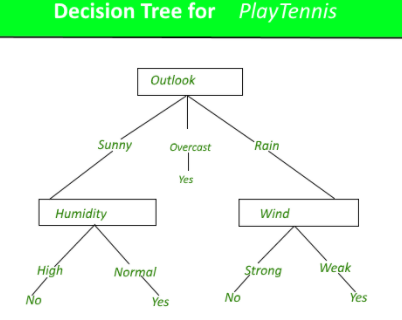 Decision Tree for PlayTennis
Outlook
Sunny
Overcast
Rain
Yes
Humidity
Wind
High
Normal
Strong
Weak
No
Yes
No
Yes